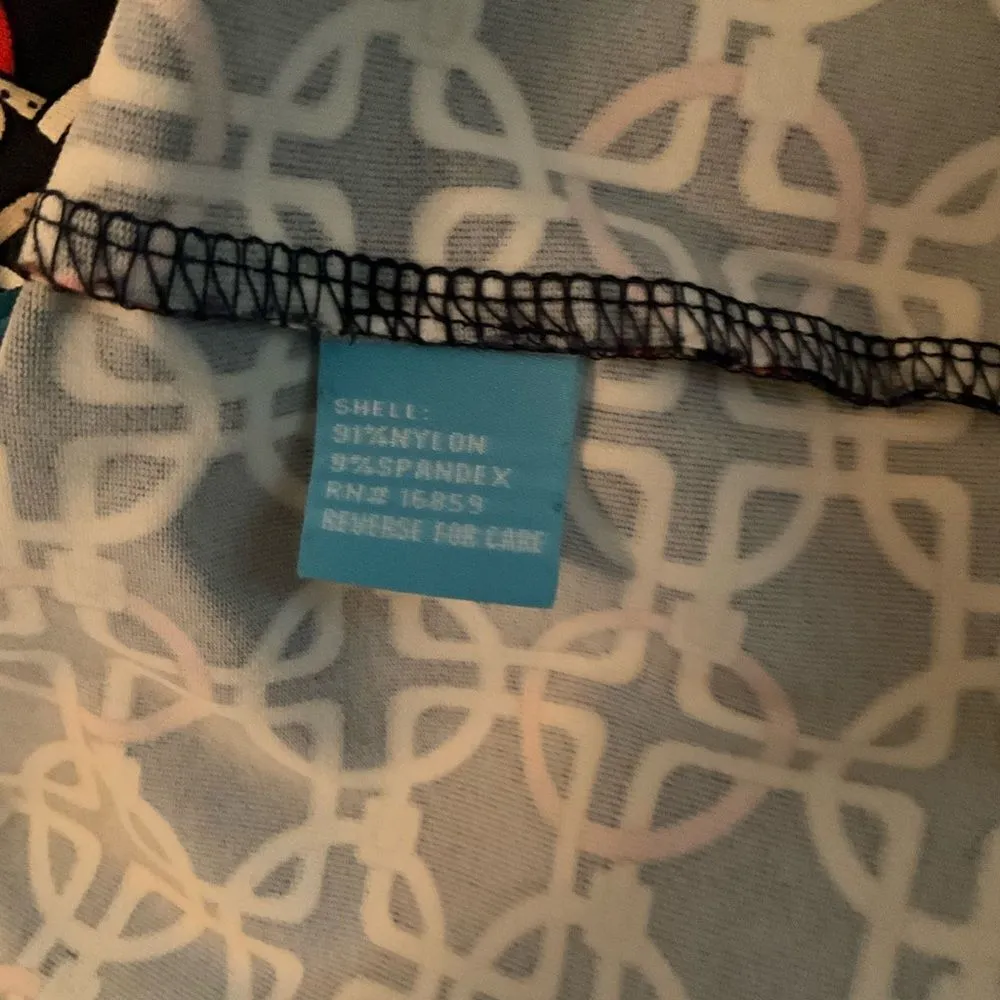 SHELL:
91%NYLON
9%SPANDEX
RN# 16859
REVERSE FOR CARE